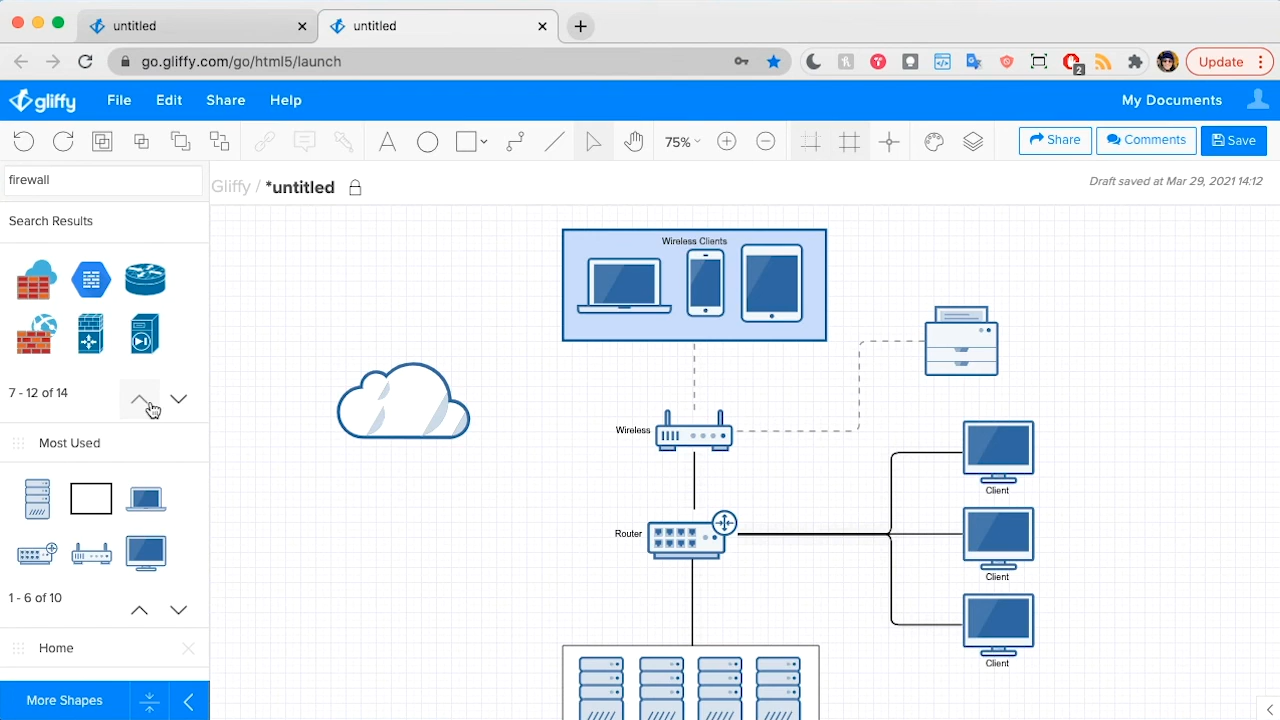 untitled
untitled
go.gliffy.com/go/html5/launch
2
Update
gliffy
File
Edit
Share
Help
My Documents
75%
Share
Comments
Save
firewall
Gliffy / *untitled
Draft saved at Mar 29, 2021 14:12
Search Results
7 - 12 of 14
Most Used
1 - 6 of 10
Home
More Shapes
Wireless Clients
Wireless
Router
Client
Client
Client